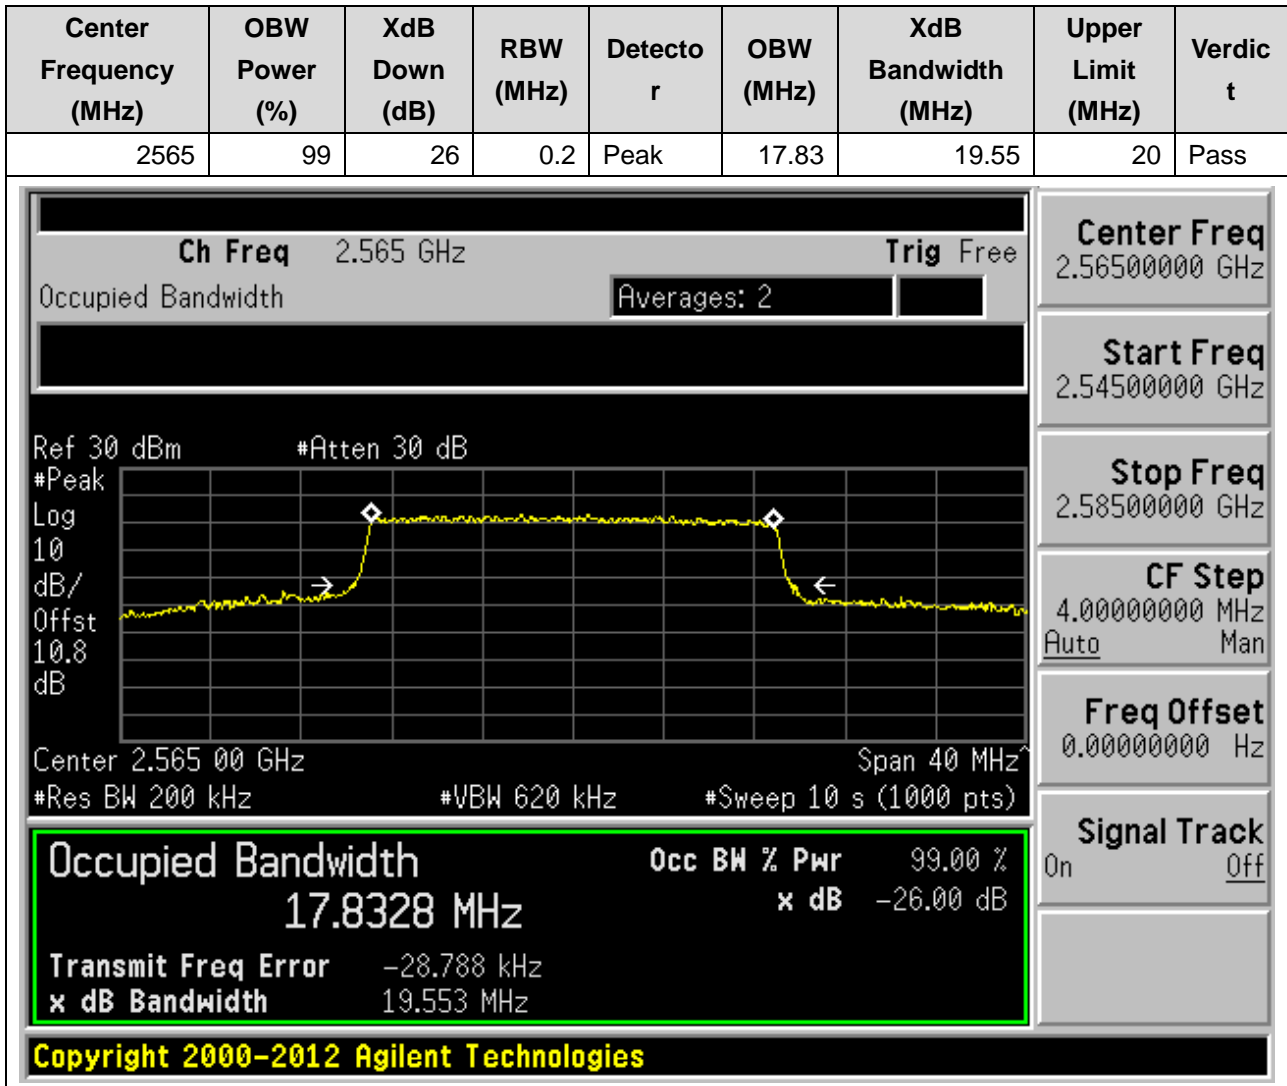 Center Frequency (MHz) OBW Power (%) XdB Down (dB) RBW (MHz) Detector OBW (MHz) XdB Bandwidth (MHz) Upper Limit (MHz) Verdict
2565 99 26 0.2 Peak 17.83 19.55 20 Pass
Ch Freq 2.565 GHz Trig Free
Occupied Bandwidth Averages: 2
Ref 30 dBm #Atten 30 dB
#Peak
Log
10
dB/
Offst
10.8
dB
Center 2.565 00 GHz Span 40 MHz^
#Res BW 200 kHz #VBW 620 kHz #Sweep 10 s (1000 pts)
Occupied Bandwidth
17.8328 MHz
Occ BW % Pwr 99.00 %
x dB -26.00 dB
Transmit Freq Error -28.788 kHz
x dB Bandwidth 19.553 MHz
Center Freq
2.56500000 GHz
Start Freq
2.54500000 GHz
Stop Freq
2.58500000 GHz
CF Step
4.00000000 MHz
Auto Man
Freq Offset
0.00000000 Hz
Signal Track
On Off
Copyright 2000-2012 Agilent Technologies